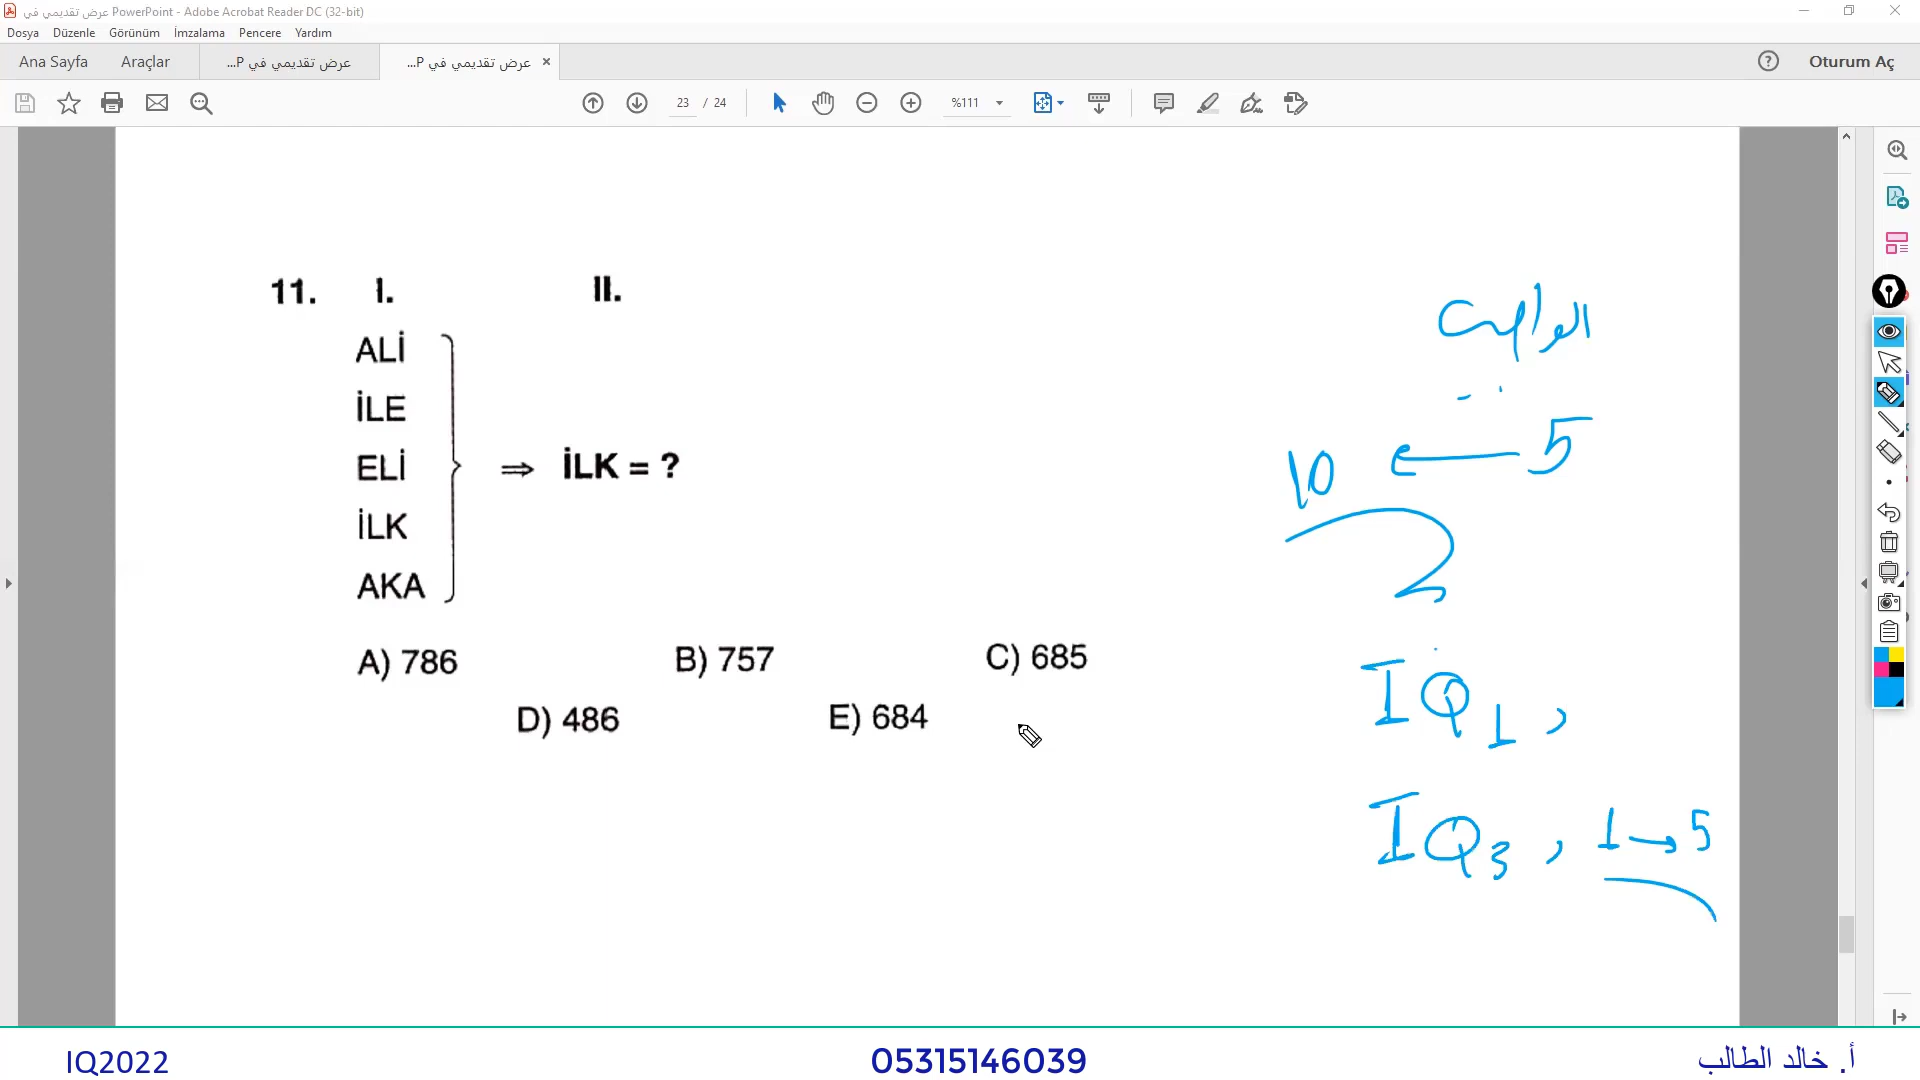 عرض تقديمي في PowerPoint - Adobe Acrobat Reader DC (32-bit)
Dosya Düzenle Görünüm İmzalama Pencere Yardım
Ana Sayfa Araçlar عرض تقديمي في P... عرض تقديمي في P... Oturum Aç
23 / 24 %111
11. I. II.
ALİ
İLE
ELİ
İLK
AKA
⇒ İLK = ?
A) 786 B) 757 C) 685
D) 486 E) 684
5
10
IQ1,
IQ3, 1→5
IQ2022 05315146039 أ. خالد الطالب